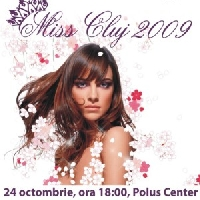 Miss Cluj 2009
24 octombrie, ora 18:00, Polus Center